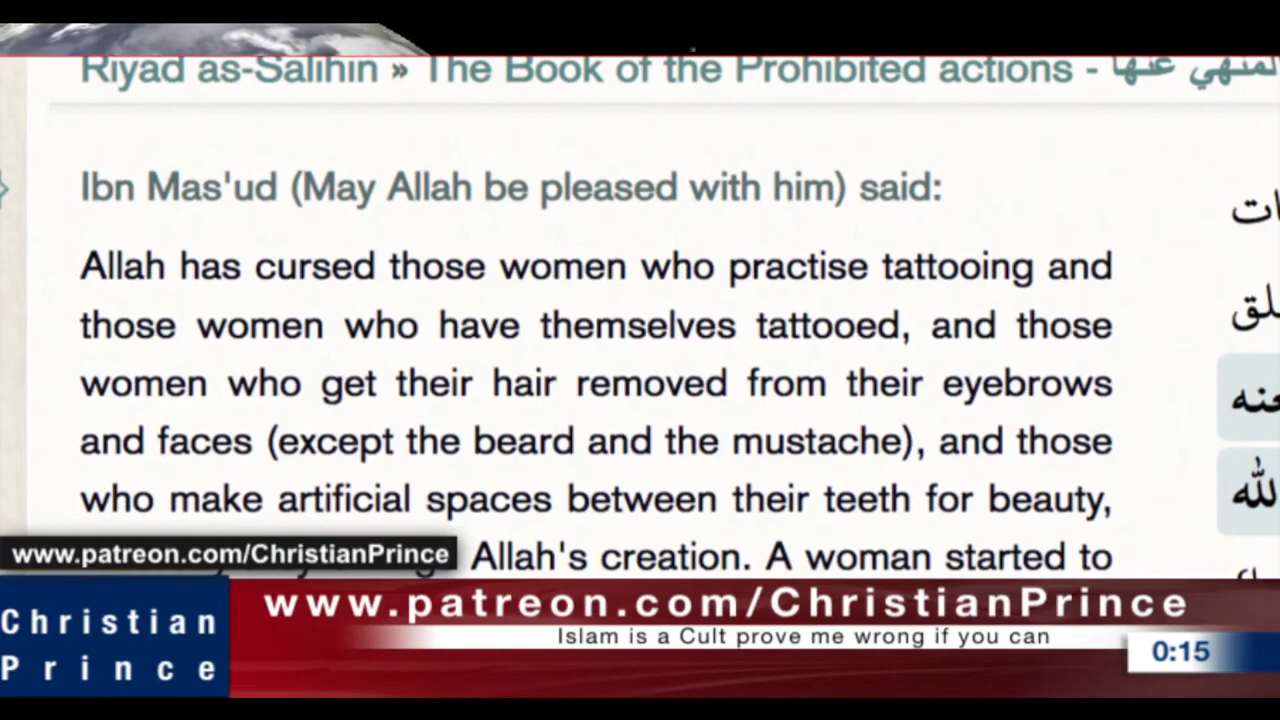 Riyad as-Salihin » The Book of the Prohibited actions - المنهي عنها
Ibn Mas'ud (May Allah be pleased with him) said:
Allah has cursed those women who practise tattooing and
those women who have themselves tattooed, and those
women who get their hair removed from their eyebrows
and faces (except the beard and the mustache), and those
who make artificial spaces between their teeth for beauty,
Allah's creation. A woman started to
www.patreon.com/ChristianPrince
www.patreon.com/ChristianPrince
Islam is a Cult prove me wrong if you can
Christian
Prince
0:15